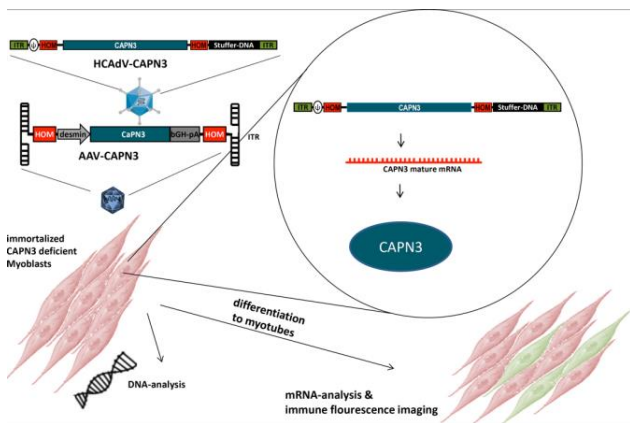 ITR Ψ HOM CAPN3 HOM Stuffer-DNA ITR
HCAdV-CAPN3
HOM desmin CaPN3 bGH-pA HOM
ITR
AAV-CAPN3
ITR Ψ HOM CAPN3 HOM Stuffer-DNA ITR
CAPN3 mature mRNA
CAPN3
immortalized
CAPN3 deficient
Myoblasts
differentiation
to myotubes
DNA-analysis
mRNA-analysis &
immune flourescence imaging